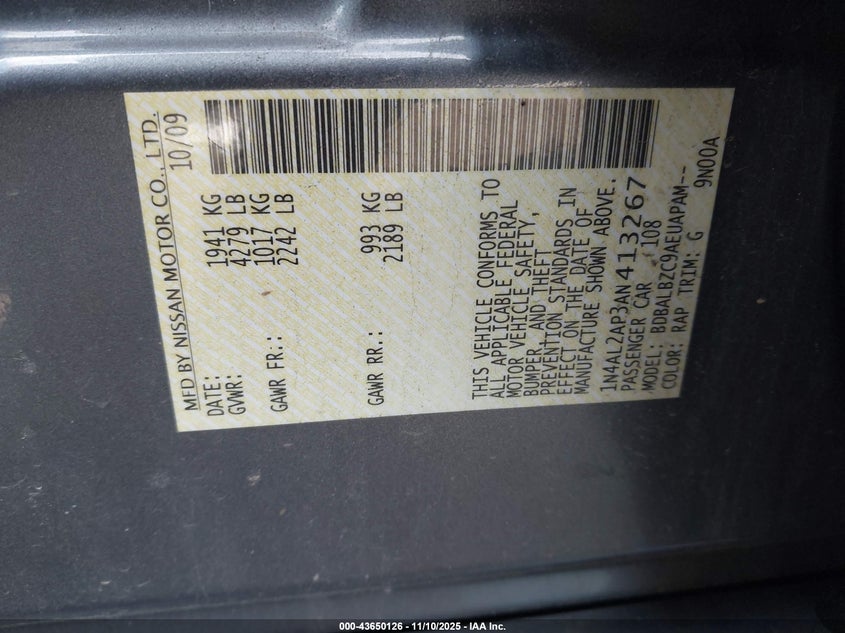 MFD BY NISSAN MOTOR CO., LTD.
DATE: 10/09
GVWR: 1941 KG
4279 LB
GAWR FR:: 1017 KG
2242 LB
GAWR RR.: 993 KG
2189 LB
THIS VEHICLE CONFORMS TO
ALL APPLICABLE FEDERAL
MOTOR VEHICLE SAFETY,
BUMPER, AND THEFT
PREVENTION STANDARDS IN
EFFECT ON THE DATE OF
MANUFACTURE SHOWN ABOVE.
1N4AL2AP3AN413267
PASSENGER CAR 108
MODEL: BDBALBZC9AEUAPAM--
COLOR: RAP TRIM: G 9N00A
000-43650126 - 11/10/2025 - IAA Inc.